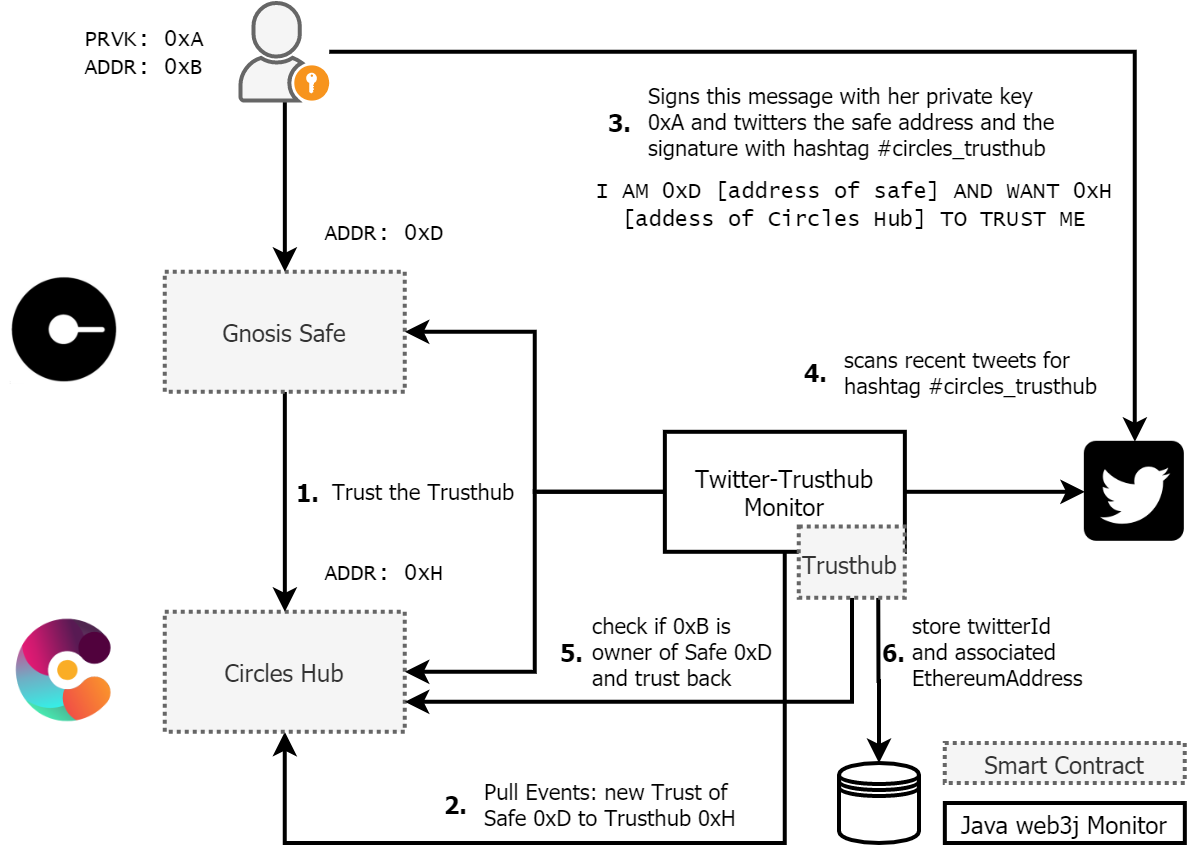 PRVK: 0xA
ADDR: 0xB
Signs this message with her private key
3. 0xA and twitters the safe address and the
signature with hashtag #circles_trusthub
I AM 0xD [address of safe] AND WANT 0xH
[addess of Circles Hub] TO TRUST ME
ADDR: 0xD
Gnosis Safe
4. scans recent tweets for
hashtag #circles_trusthub
1. Trust the Trusthub
Twitter-Trusthub
Monitor
Trusthub
ADDR: 0xH
Circles Hub
check if 0xB is
5. owner of Safe 0xD
and trust back
store twitterId
6. and associated
EthereumAddress
2. Pull Events: new Trust of
Safe 0xD to Trusthub 0xH
Smart Contract
Java web3j Monitor